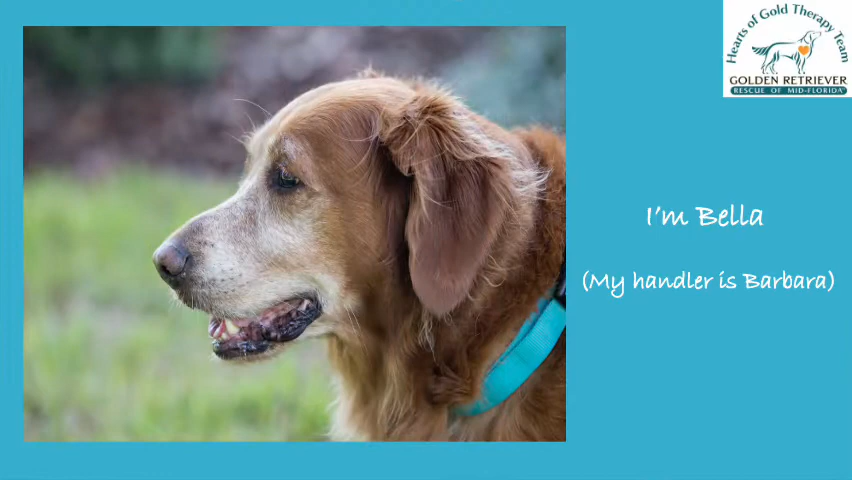 Hearts of Gold Therapy Team
GOLDEN RETRIEVER
RESCUE OF MID-FLORIDA®
I'm Bella
(My handler is Barbara)